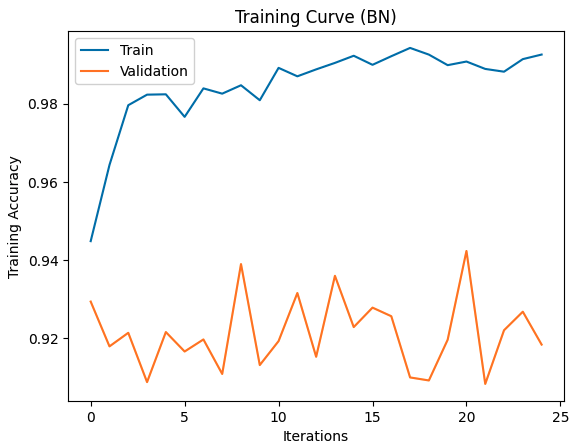 Training Curve (BN)
Train
Validation
Training Accuracy
0.98
0.96
0.94
0.92
0
5
10
15
20
25
Iterations